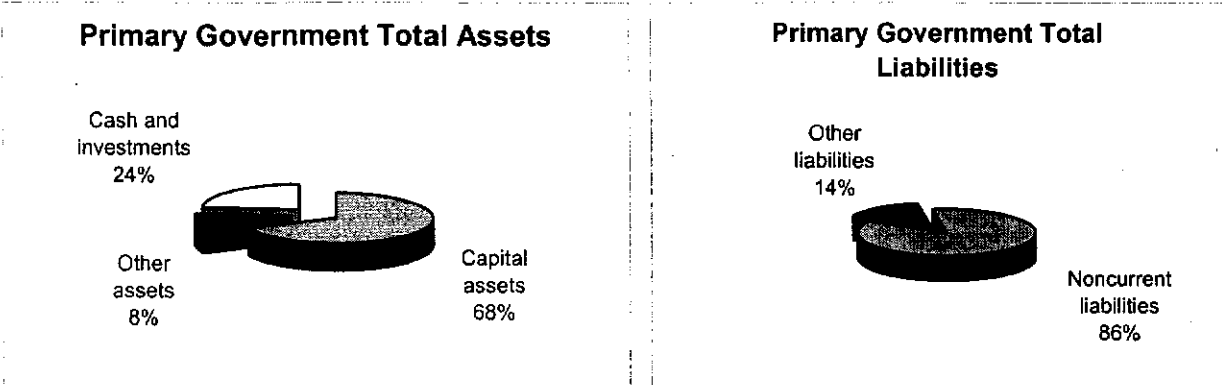 Primary Government Total Assets
Cash and
investments
24%
Other
assets
8%
Capital
assets
68%
Primary Government Total
Liabilities
Other
liabilities
14%
Noncurrent
liabilities
86%